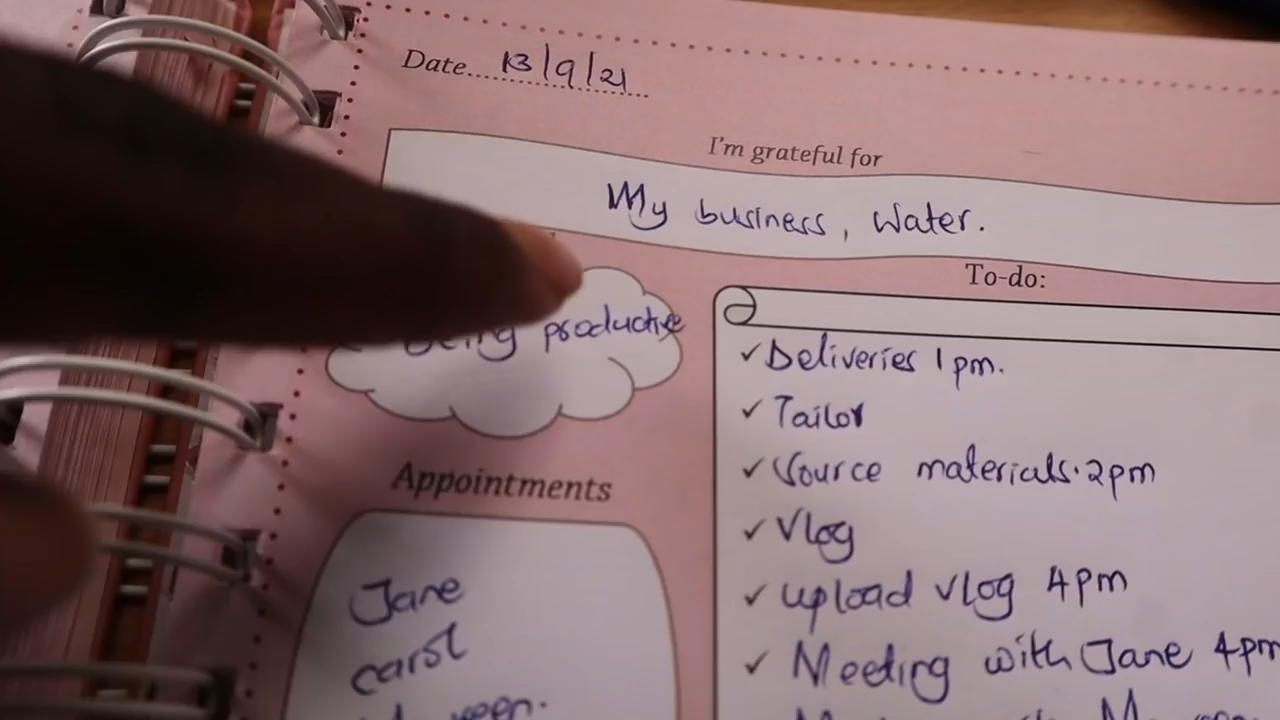 Date..... 13/9/21
I'm grateful for
My business, Water.
To-do:
being productive
✓ Deliveries 1pm.
✓ Tailor
✓ Source materials. 2pm
Appointments
✓ Vlog
✓ upload vlog 4pm
Jane
✓ Meeting with Jane 4pm
carol